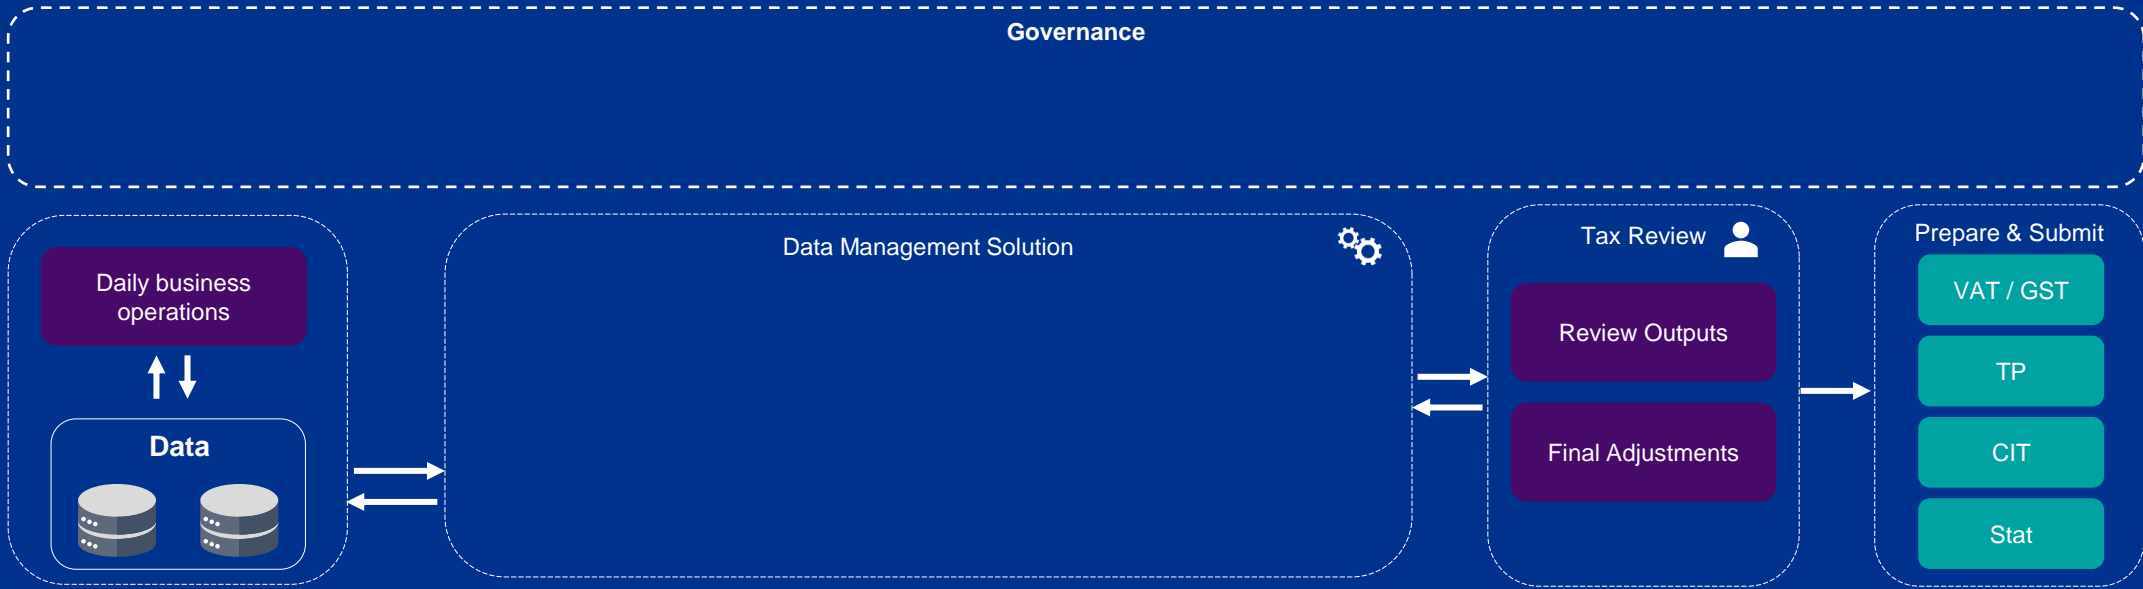 Governance
Daily business
operations
Data
Data Management Solution
Tax Review
Review Outputs
Final Adjustments
Prepare & Submit
VAT / GST
TP
CIT
Stat